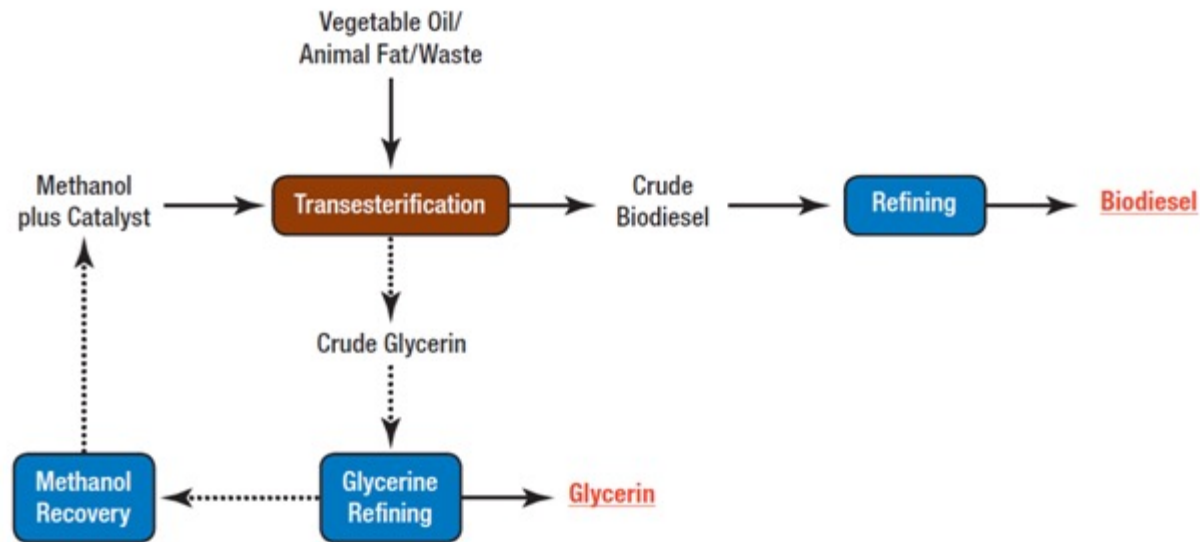 Vegetable Oil/
Animal Fat/Waste
Methanol
plus Catalyst
Transesterification
Crude
Biodiesel
Refining
Biodiesel
Crude Glycerin
Methanol
Recovery
Glycerine
Refining
Glycerin